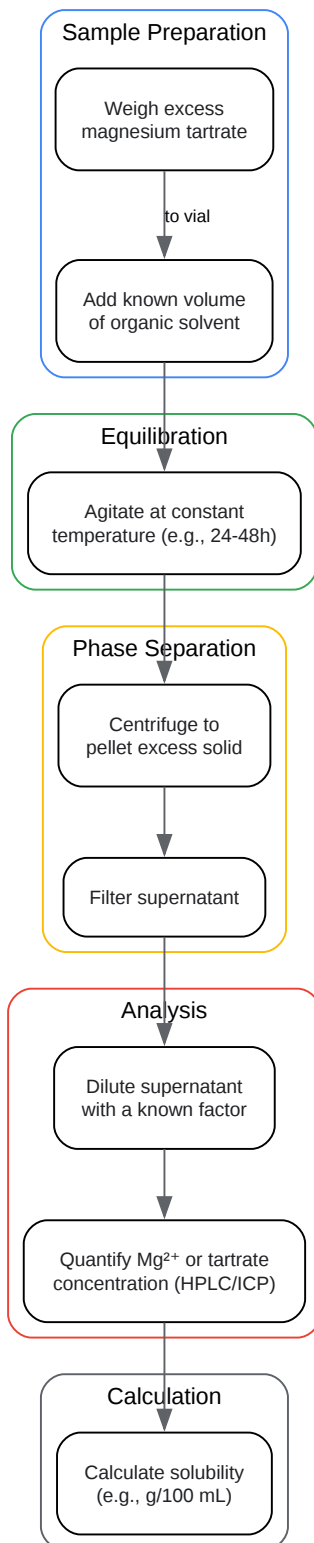 Sample Preparation
Weigh excess
magnesium tartrate
to vial
Add known volume
of organic solvent
Equilibration
Agitate at constant
temperature (e.g., 24-48h)
Phase Separation
Centrifuge to
pellet excess solid
Filter supernatant
Analysis
Dilute supernatant
with a known factor
Quantify Mg²⁺ or tartrate
concentration (HPLC/ICP)
Calculation
Calculate solubility
(e.g., g/100 mL)